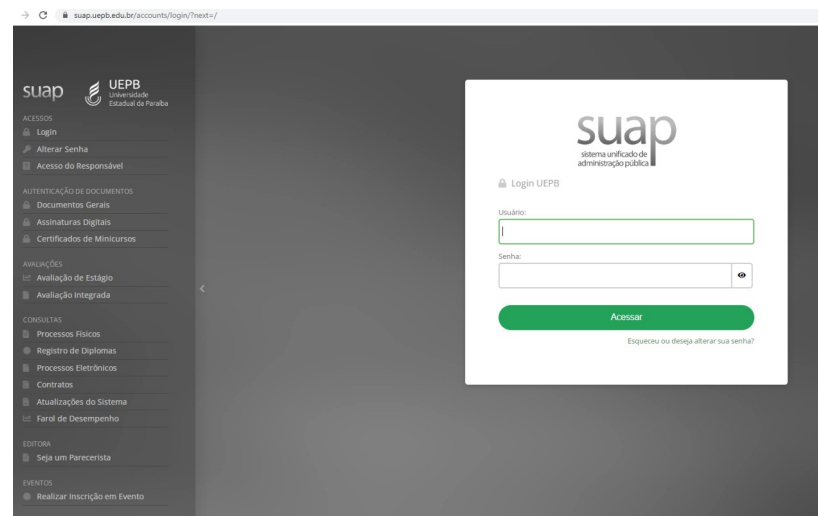 suap.uepb.edu.br/accounts/login/?next=/
suap
UEPB
Universidade
Estadual da Paraíba
ACESSOS
Login
Alterar Senha
Acesso do Responsável
AUTENTICAÇÃO DE DOCUMENTOS
Documentos Gerais
Assinaturas Digitais
Certificados de Minicursos
AVALIAÇÕES
Avaliação de Estágio
Avaliação Integrada
CONSULTAS
Processos Físicos
Registro de Diplomas
Processos Eletrônicos
Contratos
Atualizações do Sistema
Farol de Desempenho
EDITORA
Seja um Parecerista
EVENTOS
Realizar Inscrição em Evento
suap
sistema unificado de
administração pública
Login UEPB
Usuário:
Senha:
Acessar
Esqueceu ou deseja alterar sua senha?